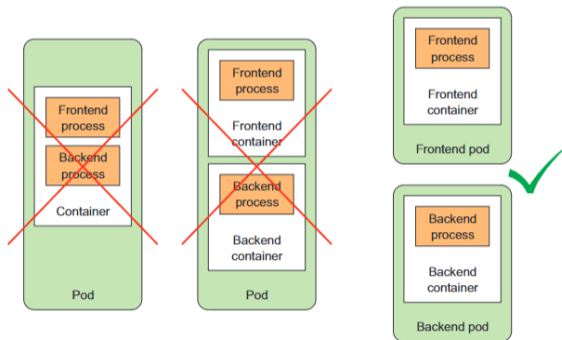 Frontend
process
Backend
process
Container
Pod
Frontend
process
Frontend
container
Backend
process
Backend
container
Pod
Frontend
process
Frontend
container
Frontend pod
Backend
process
Backend
container
Backend pod